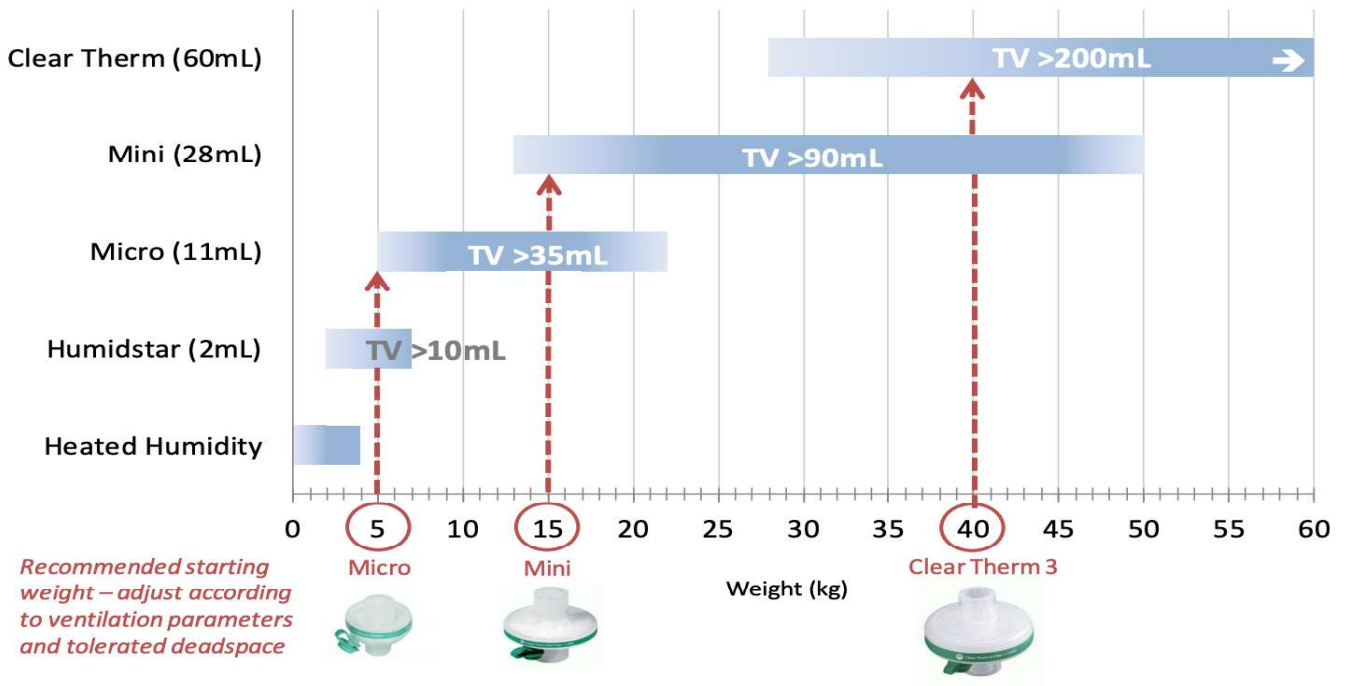 Clear Therm (60mL)
TV >200mL
Mini (28mL)
TV >90mL
Micro (11mL)
TV >35mL
Humidstar (2mL)
TV >10mL
Heated Humidity
0 5 10 15 20 25 30 35 40 45 50 60
Recommended starting
weight – adjust according
to ventilation parameters
and tolerated deadspace
Micro
Mini
Weight (kg)
Clear Therm 3